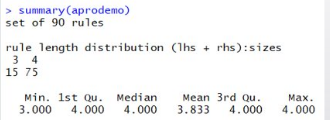 > summary(aprodemo)
set of 90 rules
rule length distribution (lhs + rhs):sizes
3 4
15 75
Min. 1st Qu. Median Mean 3rd Qu. Max.
3.000 4.000 4.000 3.833 4.000 4.000